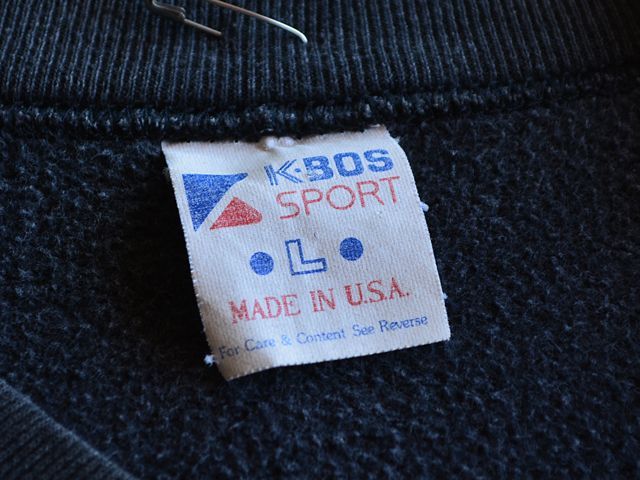 K·BOS
SPORT
• L •
MADE IN U.S.A.
For Care & Content See Reverse